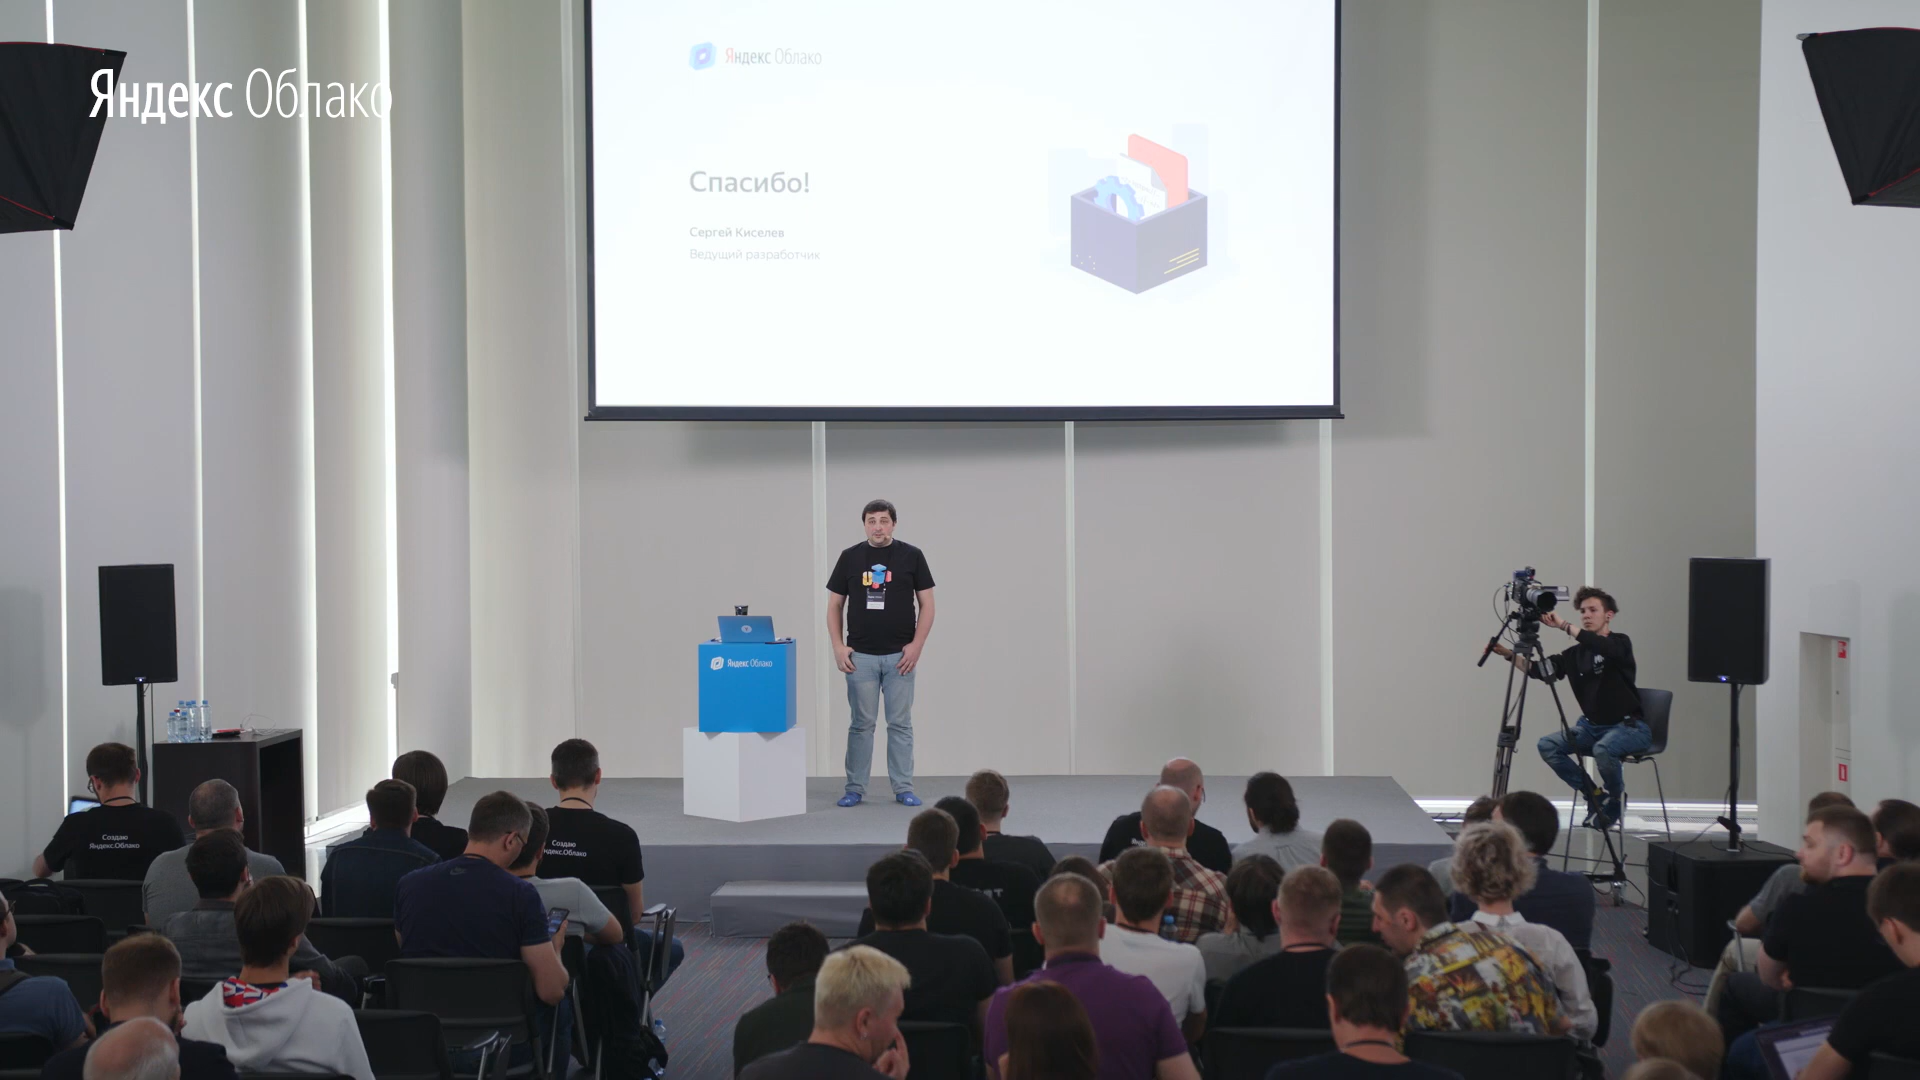 Яндекс Облако
Яндекс Облако
Спасибо!
Сергей Киселев
Ведущий разработчик
Яндекс Облако
Создаю
Яндекс.Облако
Создаю
Яндекс.Облако